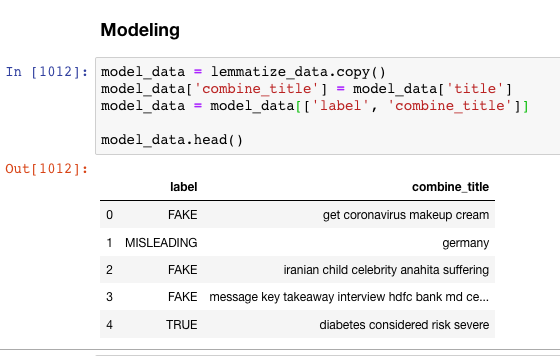 Modeling
In [1012]: model_data = lemmatize_data.copy()
model_data['combine_title'] = model_data['title']
model_data = model_data[['label', 'combine_title']]
model_data.head()
Out[1012]:
label combine_title
0 FAKE get coronavirus makeup cream
1 MISLEADING germany
2 FAKE iranian child celebrity anahita suffering
3 FAKE message key takeaway interview hdfc bank md ce...
4 TRUE diabetes considered risk severe